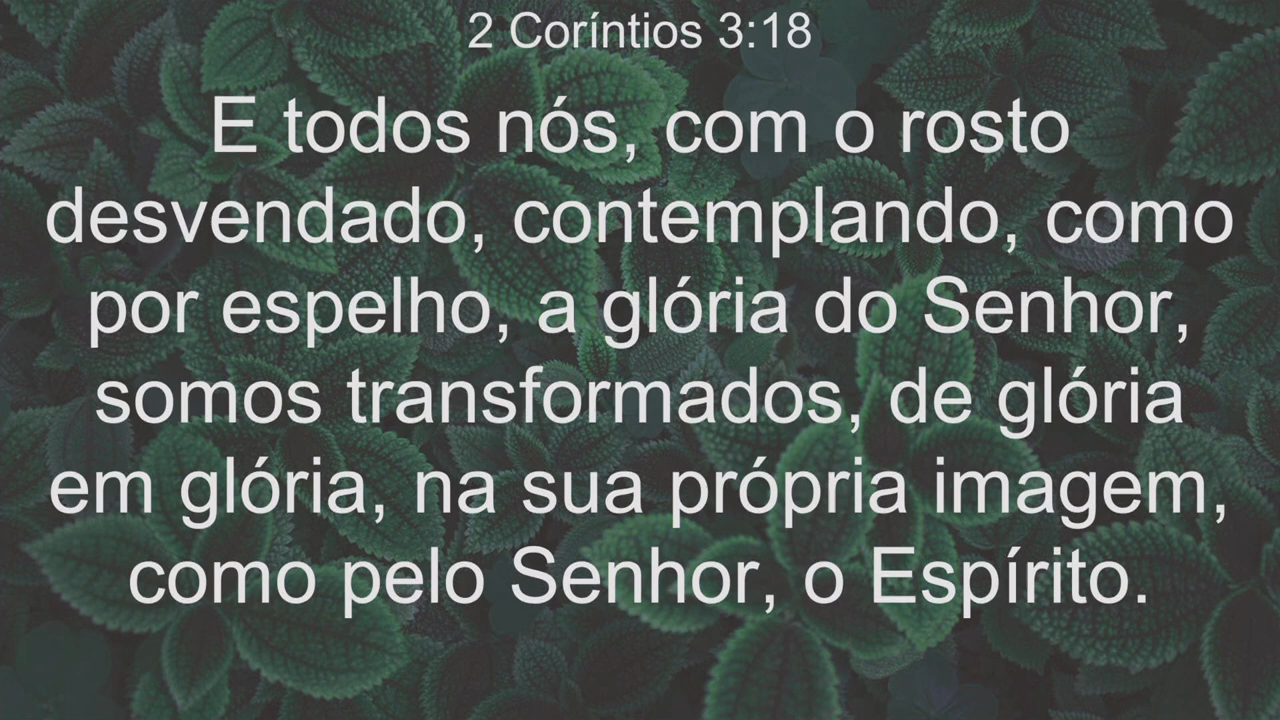 2 Coríntios 3:18
E todos nós, com o rosto
desvendado, contemplando, como
por espelho, a glória do Senhor,
somos transformados, de glória
em glória, na sua própria imagem,
como pelo Senhor, o Espírito.